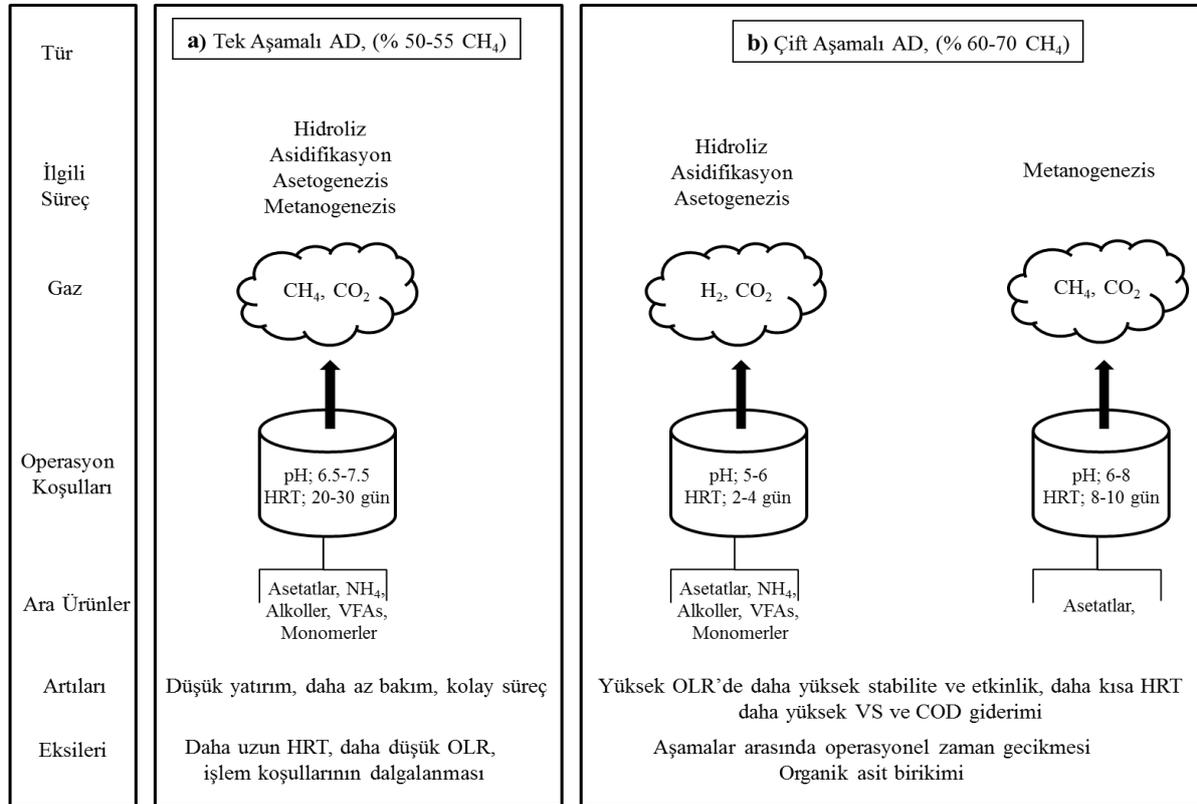 Tür
a) Tek Aşamalı AD, (% 50-55 CH₄)
b) Çift Aşamalı AD, (% 60-70 CH₄)
İlgili
Süreç
Hidroliz
Asidifikasyon
Asetogenezis
Metanogenezis
Hidroliz
Asidifikasyon
Asetogenezis
Metanogenezis
Gaz
CH₄, CO₂
H₂, CO₂
CH₄, CO₂
Operasyon
Koşulları
pH; 6.5-7.5
HRT; 20-30 gün
pH; 5-6
HRT; 2-4 gün
pH; 6-8
HRT; 8-10 gün
Ara Ürünler
Asetatlar, NH₄,
Alkoller, VFAs,
Monomerler
Asetatlar, NH₄,
Alkoller, VFAs,
Monomerler
Asetatlar,
Artıları
Düşük yatırım, daha az bakım, kolay süreç
Yüksek OLR’de daha yüksek stabilite ve etkinlik, daha kısa HRT
daha yüksek VS ve COD giderimi
Eksileri
Daha uzun HRT, daha düşük OLR,
işlem koşullarının dalgalanması
Aşamalar arasında operasyonel zaman gecikmesi
Organik asit birikimi